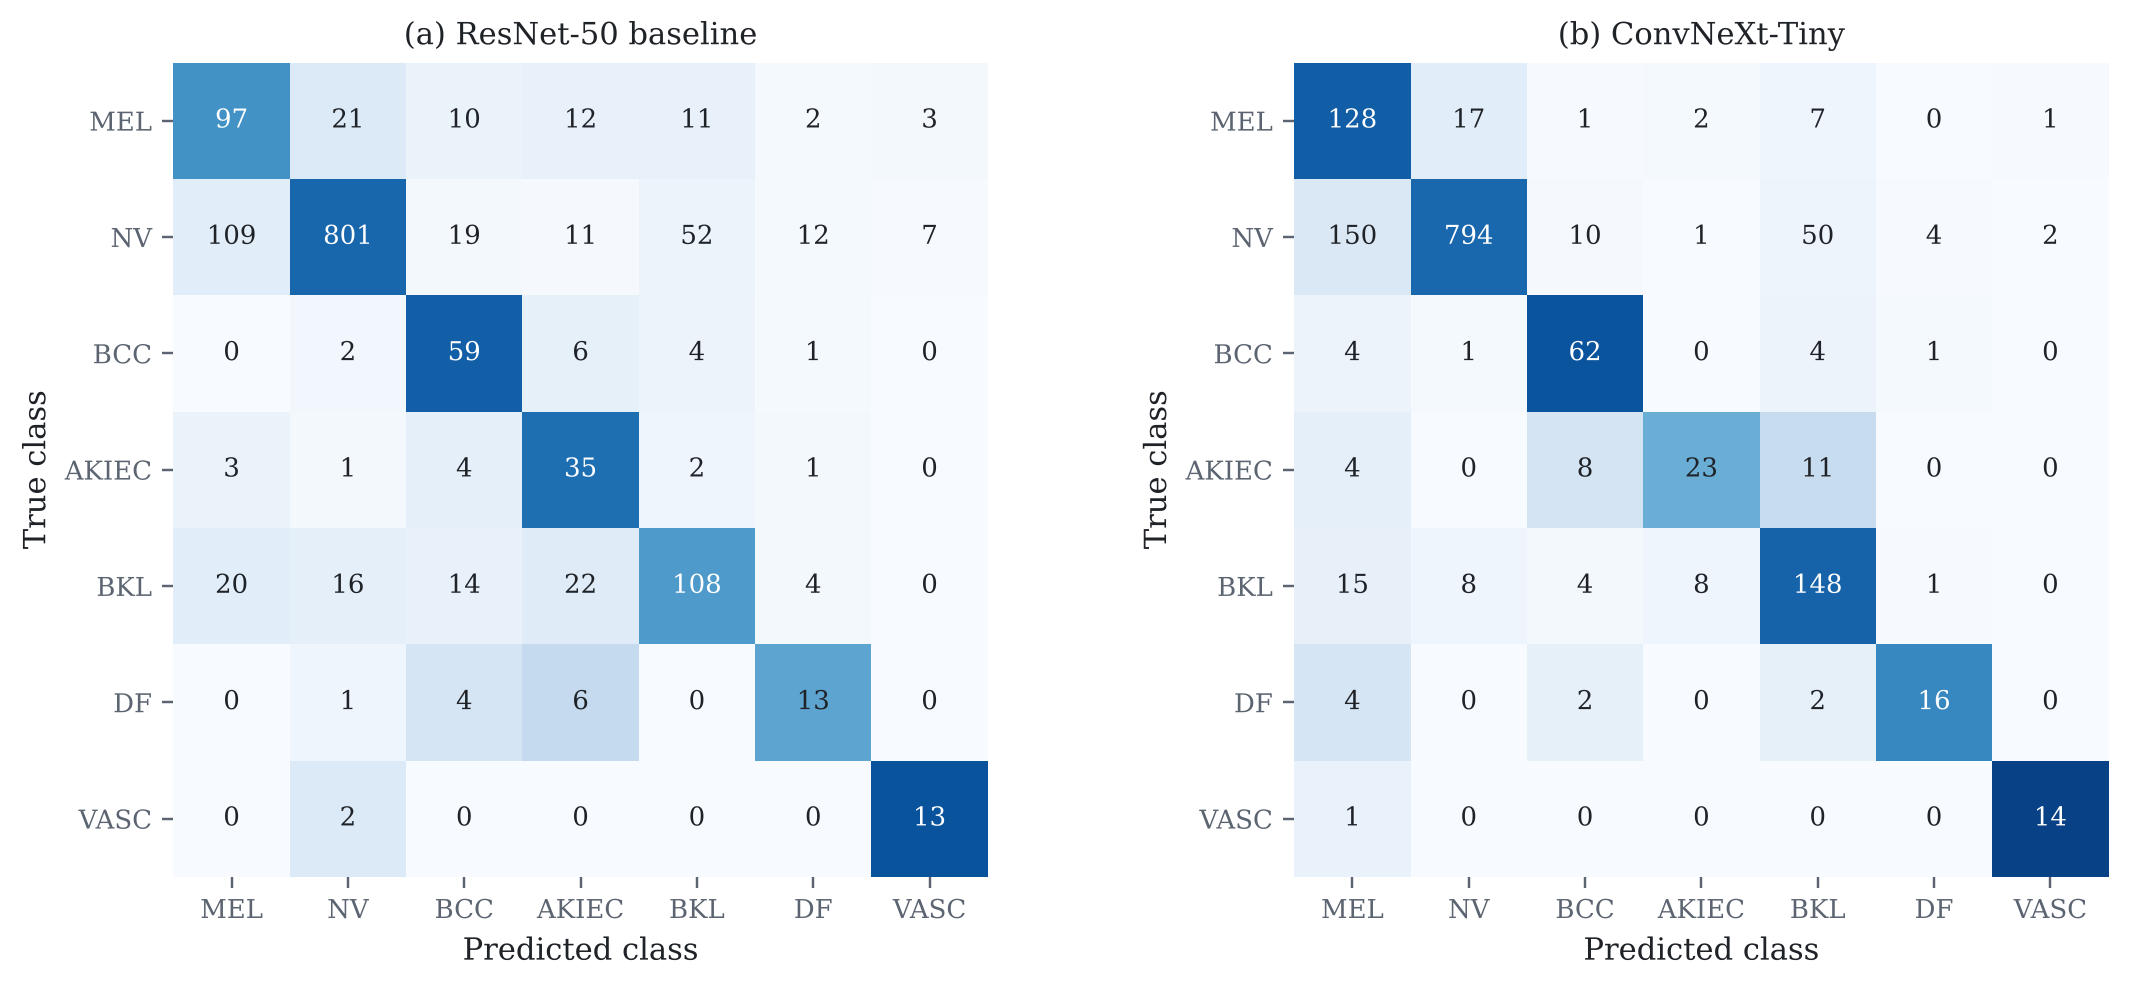 (a) ResNet-50 baseline
True class
MEL 97 21 10 12 11 2 3
NV 109 801 19 11 52 12 7
BCC 0 2 59 6 4 1 0
AKIEC 3 1 4 35 2 1 0
BKL 20 16 14 22 108 4 0
DF 0 1 4 6 0 13 0
VASC 0 2 0 0 0 0 13
MEL NV BCC AKIEC BKL DF VASC
Predicted class
(b) ConvNeXt-Tiny
True class
MEL 128 17 1 2 7 0 1
NV 150 794 10 1 50 4 2
BCC 4 1 62 0 4 1 0
AKIEC 4 0 8 23 11 0 0
BKL 15 8 4 8 148 1 0
DF 4 0 2 0 2 16 0
VASC 1 0 0 0 0 0 14
MEL NV BCC AKIEC BKL DF VASC
Predicted class